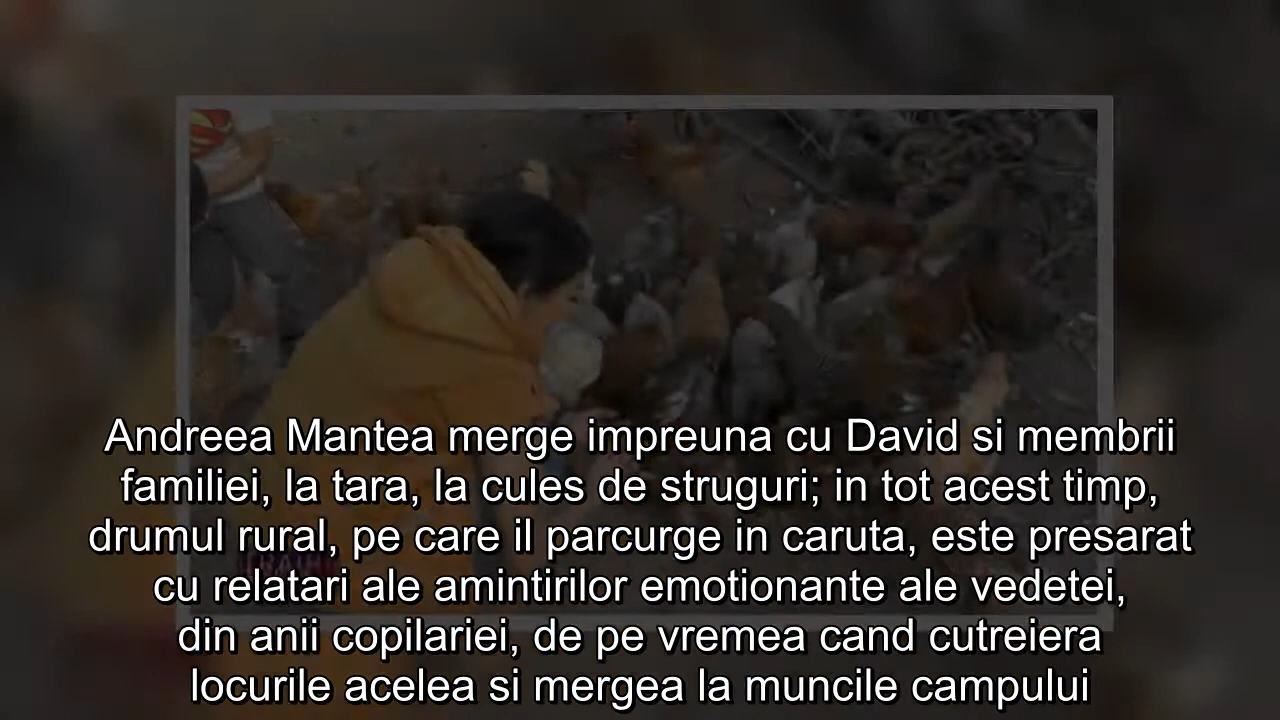 Andreea Mantea merge impreuna cu David si membrii
familiei, la tara, la cules de struguri; in tot acest timp,
drumul rural, pe care il parcurge in caruta, este presarat
cu relatari ale amintirilor emotionante ale vedetei,
din anii copilariei, de pe vremea cand cutreiera
locurile acelea si mergea la muncile campului